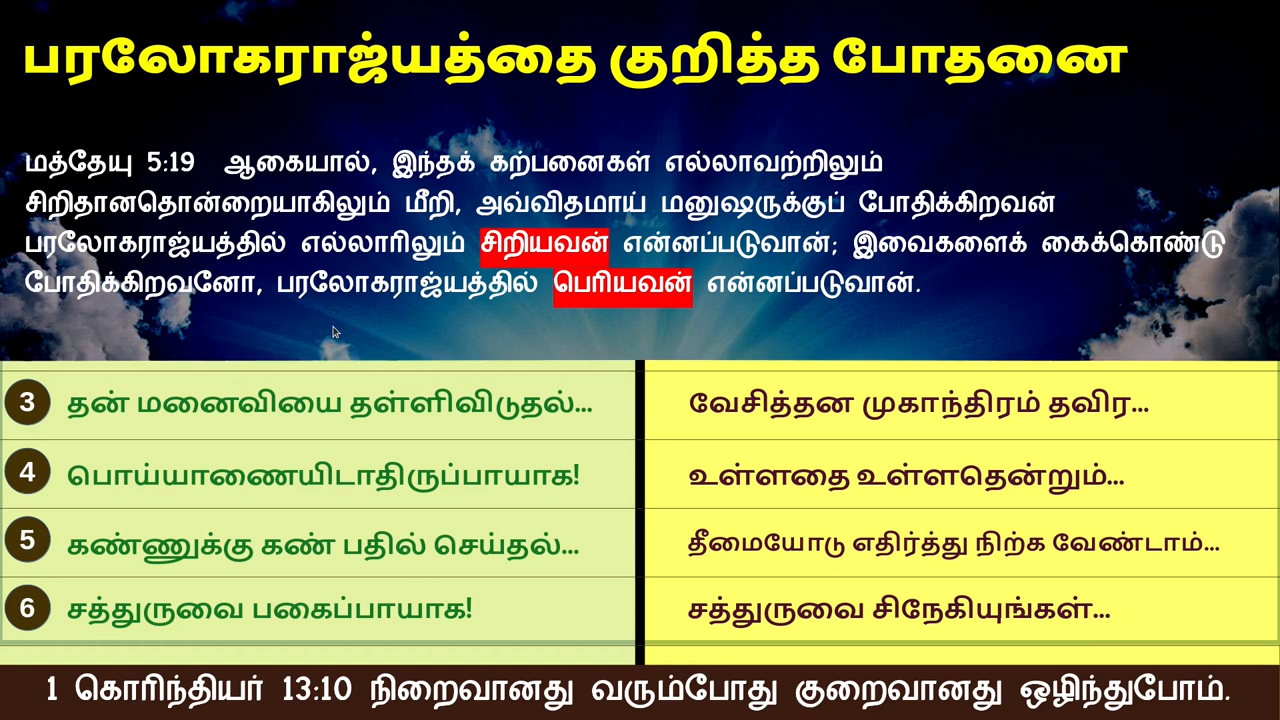 பரலோகராஜ்யத்தை குறித்த போதனை
மத்தேயு 5:19 ஆகையால், இந்தக் கற்பனைகள் எல்லாவற்றிலும்
சிறிதானதொன்றையாகிலும் மீறி, அவ்விதமாய் மனுஷருக்குப் போதிக்கிறவன்
பரலோகராஜ்யத்தில் எல்லாரிலும் சிறியவன் என்னப்படுவான்; இவைகளைக் கைக்கொண்டு
போதிக்கிறவனோ, பரலோகராஜ்யத்தில் பெரியவன் என்னப்படுவான்.
3 தன் மனைவியை தள்ளிவிடுதல்... வேசித்தன முகாந்திரம் தவிர...
4 பொய்யாணையிடாதிருப்பாயாக! உள்ளதை உள்ளதென்றும்...
5 கண்ணுக்கு கண் பதில் செய்தல்... தீமையோடு எதிர்த்து நிற்க வேண்டாம்...
6 சத்துருவை பகைப்பாயாக! சத்துருவை சிநேகியுங்கள்...
1 கொரிந்தியர் 13:10 நிறைவானது வரும்போது குறைவானது ஒழிந்துபோம்.